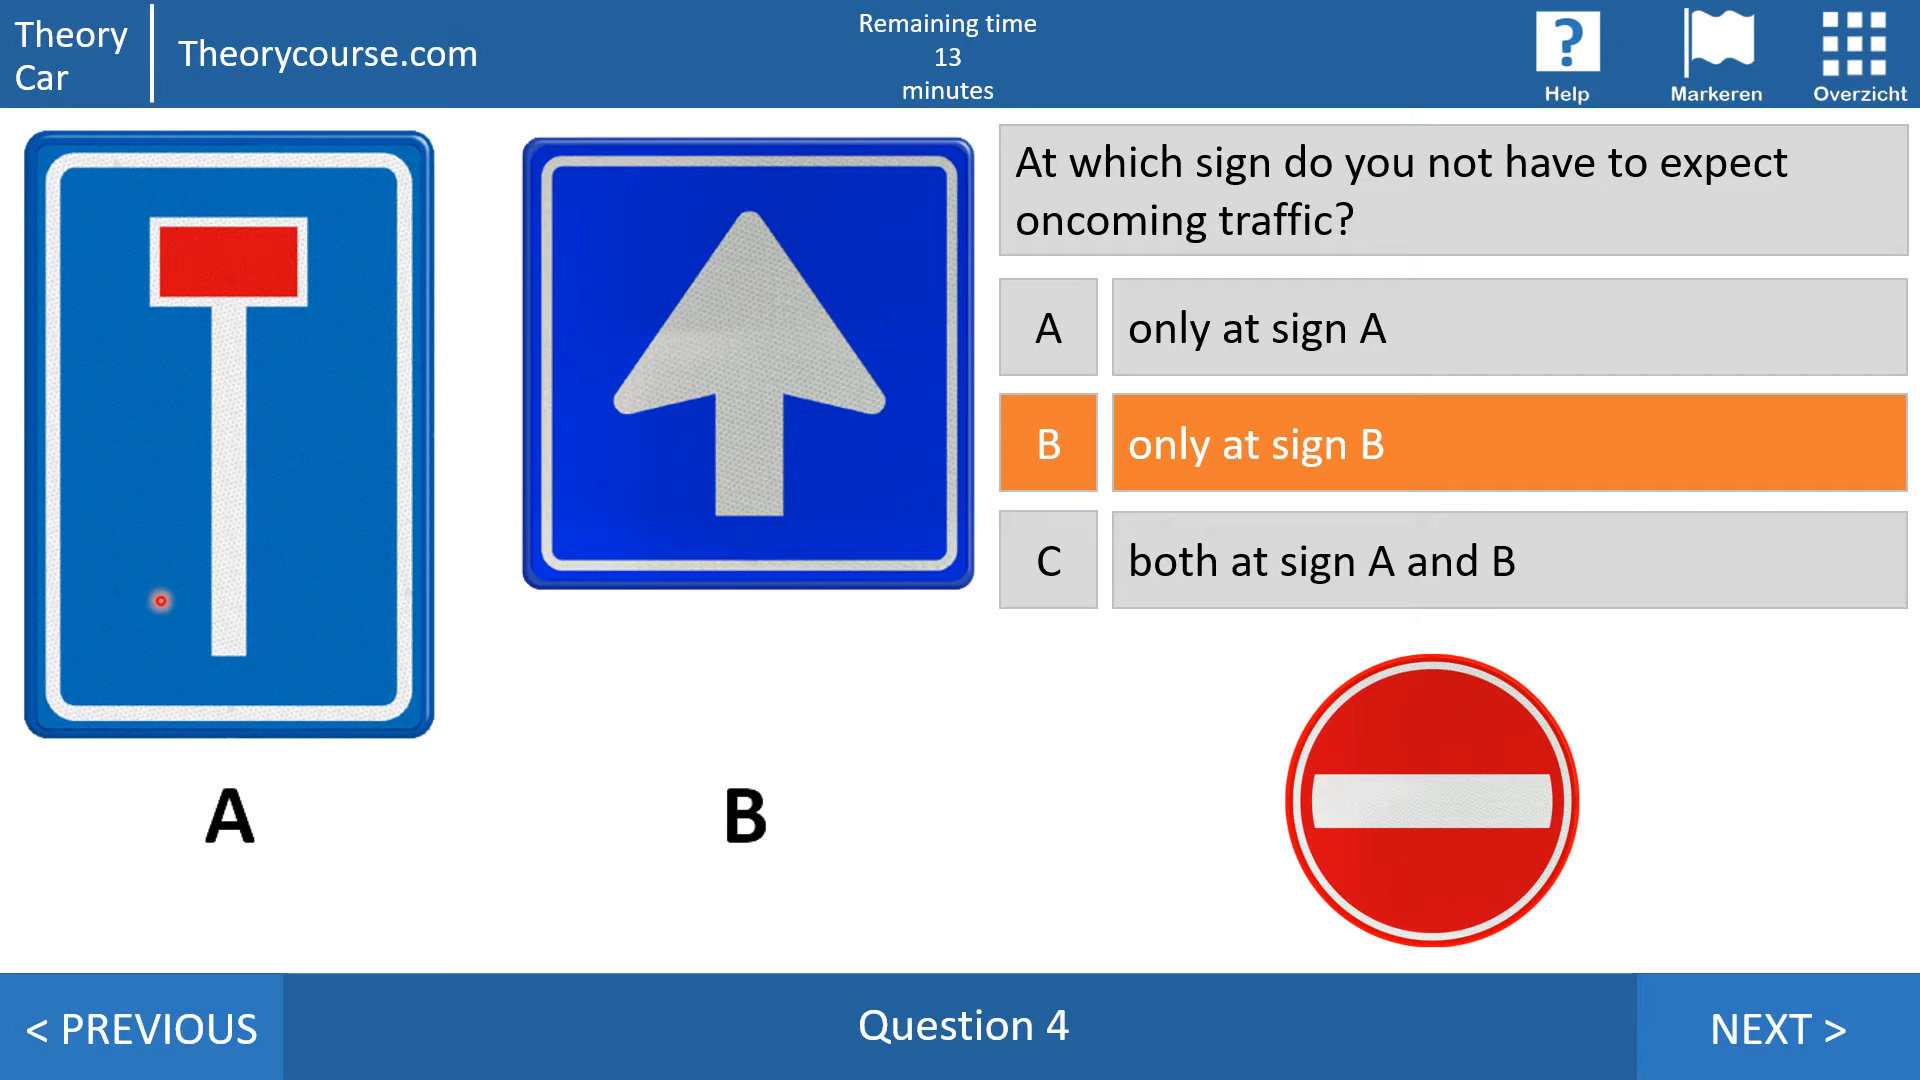 Theory
Car
Theorycourse.com
Remaining time
13
minutes
?
Help
Markeren
Overzicht
At which sign do you not have to expect
oncoming traffic?
A
only at sign A
B
only at sign B
C
both at sign A and B
A
B
< PREVIOUS
Question 4
NEXT >